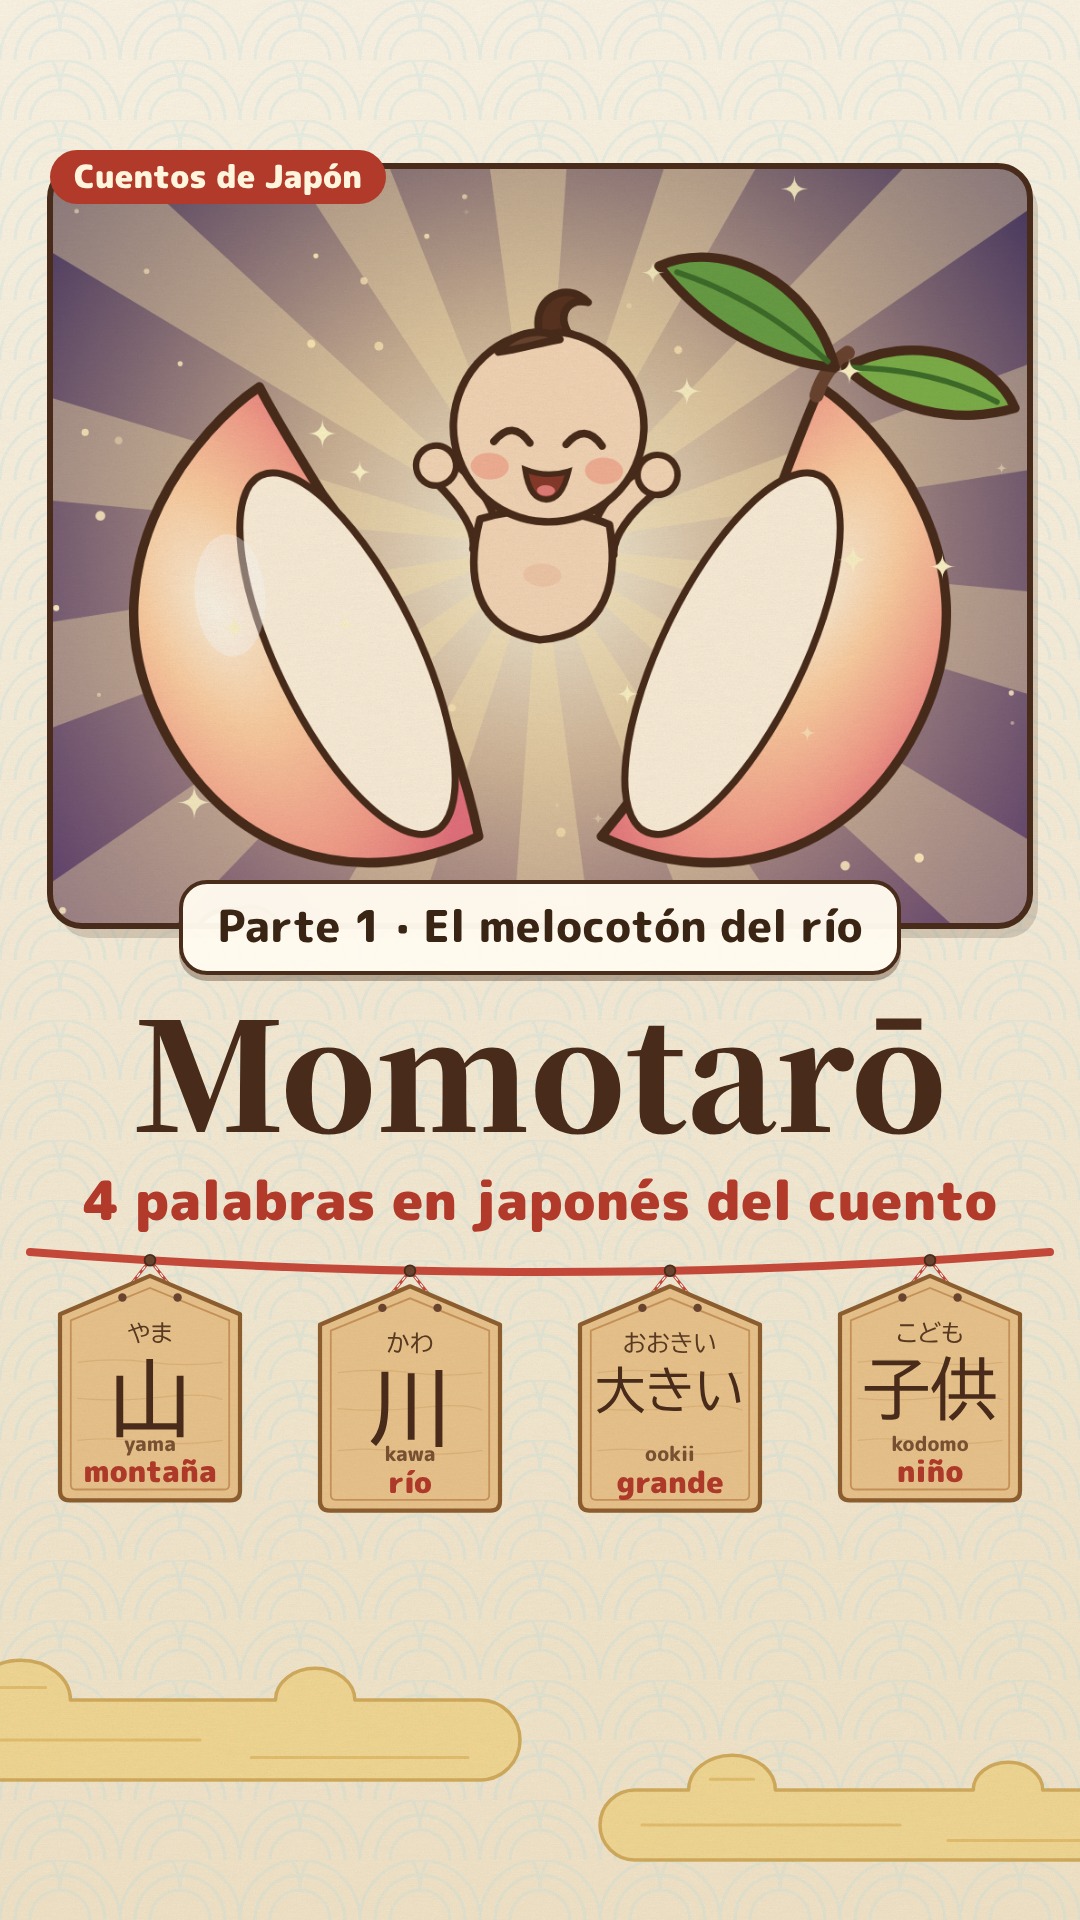 Cuentos de Japón
Parte 1 · El melocotón del río
Momotarō
4 palabras en japonés del cuento
やま
山
yama
montaña
かわ
川
kawa
río
おおきい
大きい
ookii
grande
こども
子供
kodomo
niño